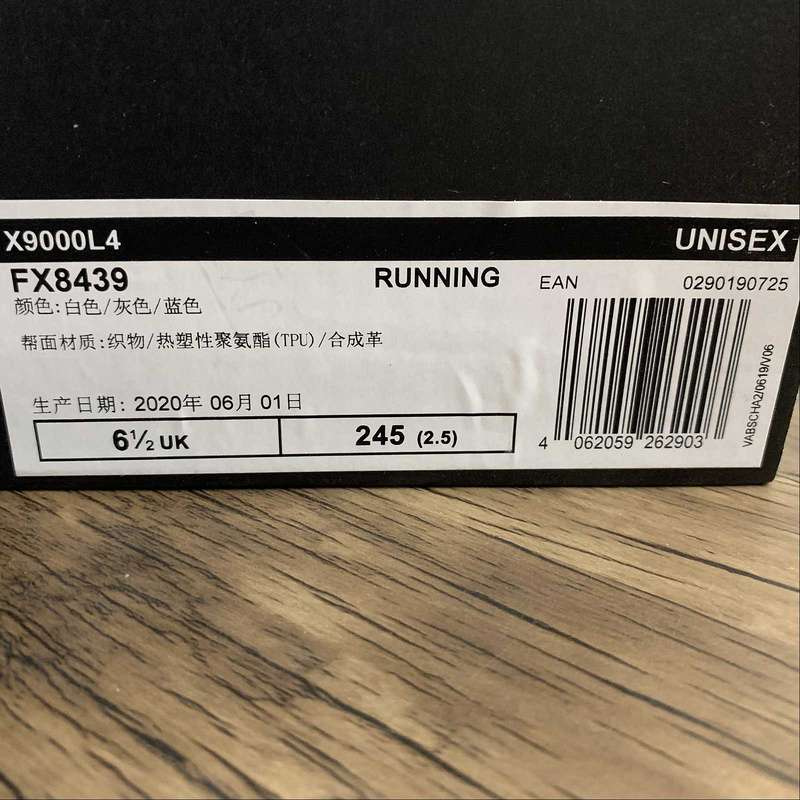 X9000L4 UNISEX
FX8439 RUNNING EAN 0290190725
颜色:白色/灰色/蓝色
帮面材质:织物/热塑性聚氨酯(TPU)/合成革
生产日期: 2020年 06月 01日
6½ UK 245 (2.5)
4 062059 262903
VABSCHA2/0619/V06